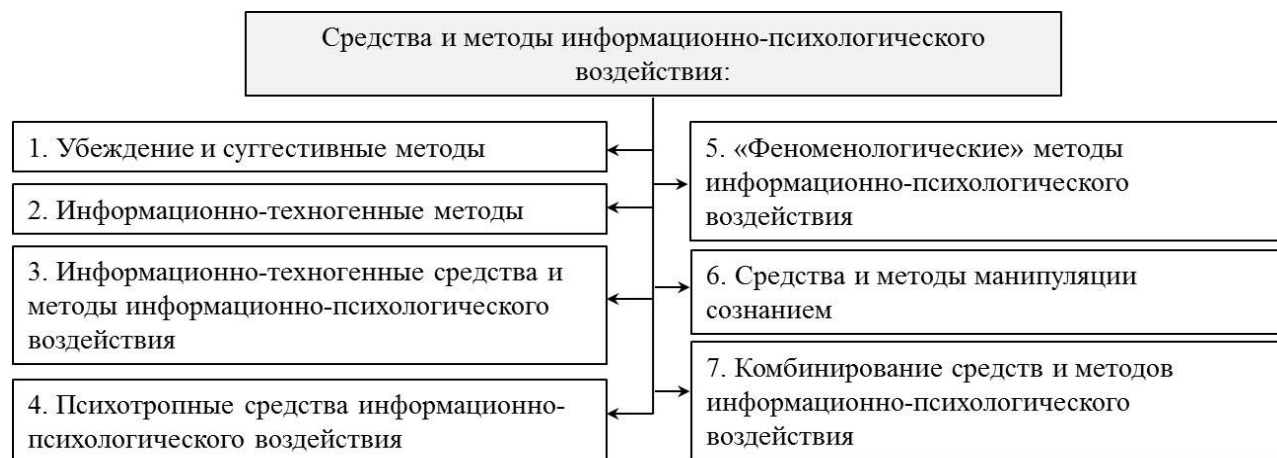 Средства и методы информационно-психологического
воздействия:
1. Убеждение и суггестивные методы
2. Информационно-техногенные методы
3. Информационно-техногенные средства и
методы информационно-психологического
воздействия
4. Психотропные средства информационно-
психологического воздействия
5. «Феноменологические» методы
информационно-психологического
воздействия
6. Средства и методы манипуляции
сознанием
7. Комбинирование средств и методов
информационно-психологического
воздействия